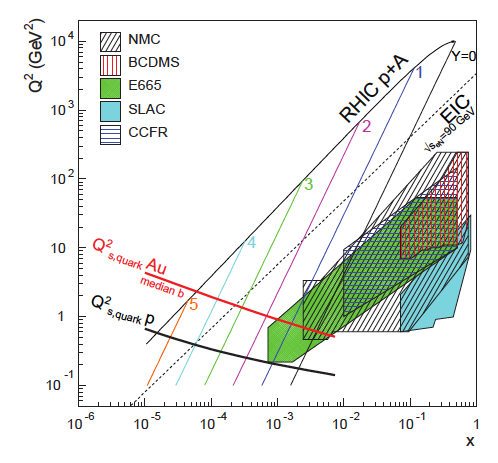 Q² (GeV²)
10⁴
10³
10²
10
1
10⁻¹
NMC
BCDMS
E665
SLAC
CCFR
RHIC p+A
Y=0
1
2
3
4
5
EIC
√s_eN=90 GeV
Q²s,quark Au
median b
Q²s,quark p
10⁻⁶
10⁻⁵
10⁻⁴
10⁻³
10⁻²
10⁻¹
1
x